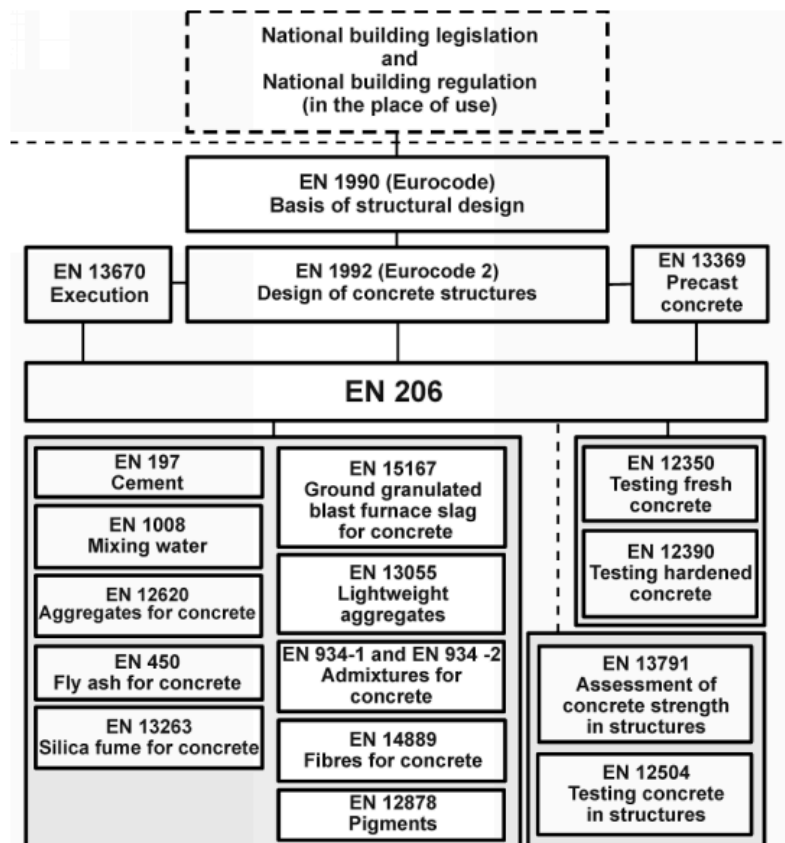 National building legislation
and
National building regulation
(in the place of use)
EN 1990 (Eurocode)
Basis of structural design
EN 13670
Execution
EN 1992 (Eurocode 2)
Design of concrete structures
EN 13369
Precast
concrete
EN 206
EN 197
Cement
EN 1008
Mixing water
EN 12620
Aggregates for concrete
EN 450
Fly ash for concrete
EN 13263
Silica fume for concrete
EN 15167
Ground granulated
blast furnace slag
for concrete
EN 13055
Lightweight
aggregates
EN 934-1 and EN 934 -2
Admixtures for
concrete
EN 14889
Fibres for concrete
EN 12878
Pigments
EN 12350
Testing fresh
concrete
EN 12390
Testing hardened
concrete
EN 13791
Assessment of
concrete strength
in structures
EN 12504
Testing concrete
in structures